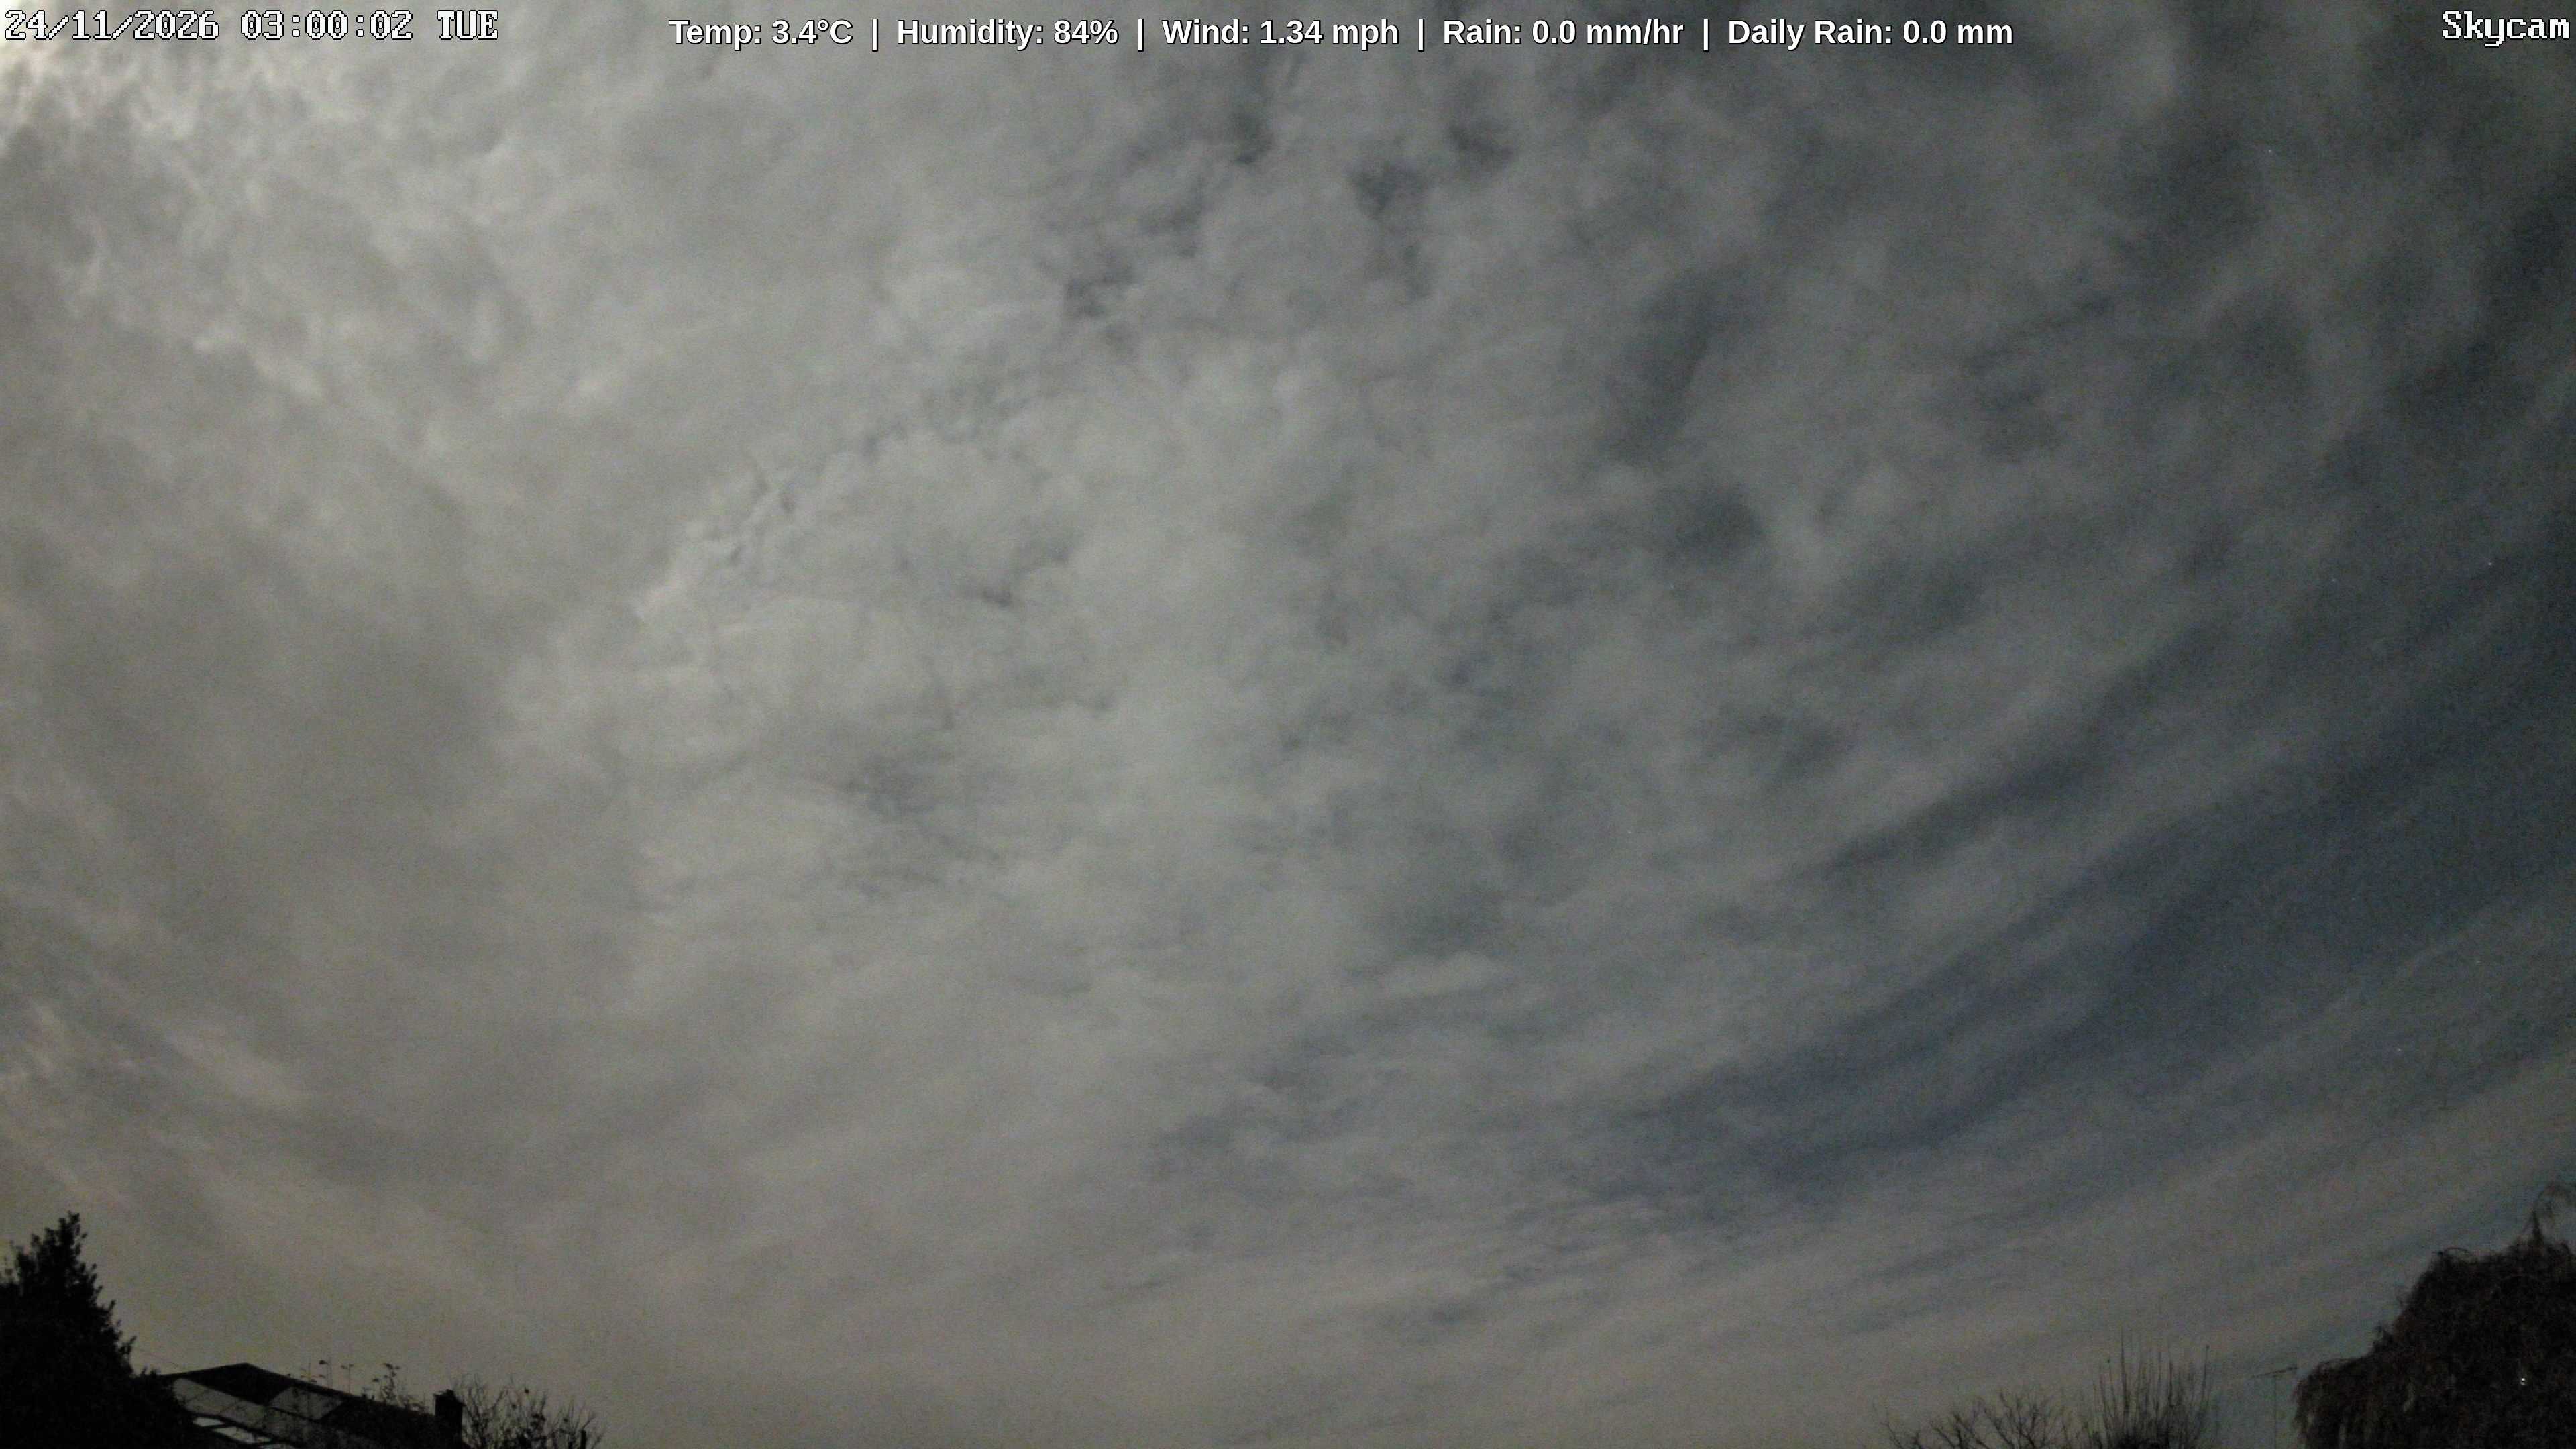 24/11/2026 03:00:02 TUE
Temp: 3.4°C | Humidity: 84% | Wind: 1.34 mph | Rain: 0.0 mm/hr | Daily Rain: 0.0 mm
Skycam